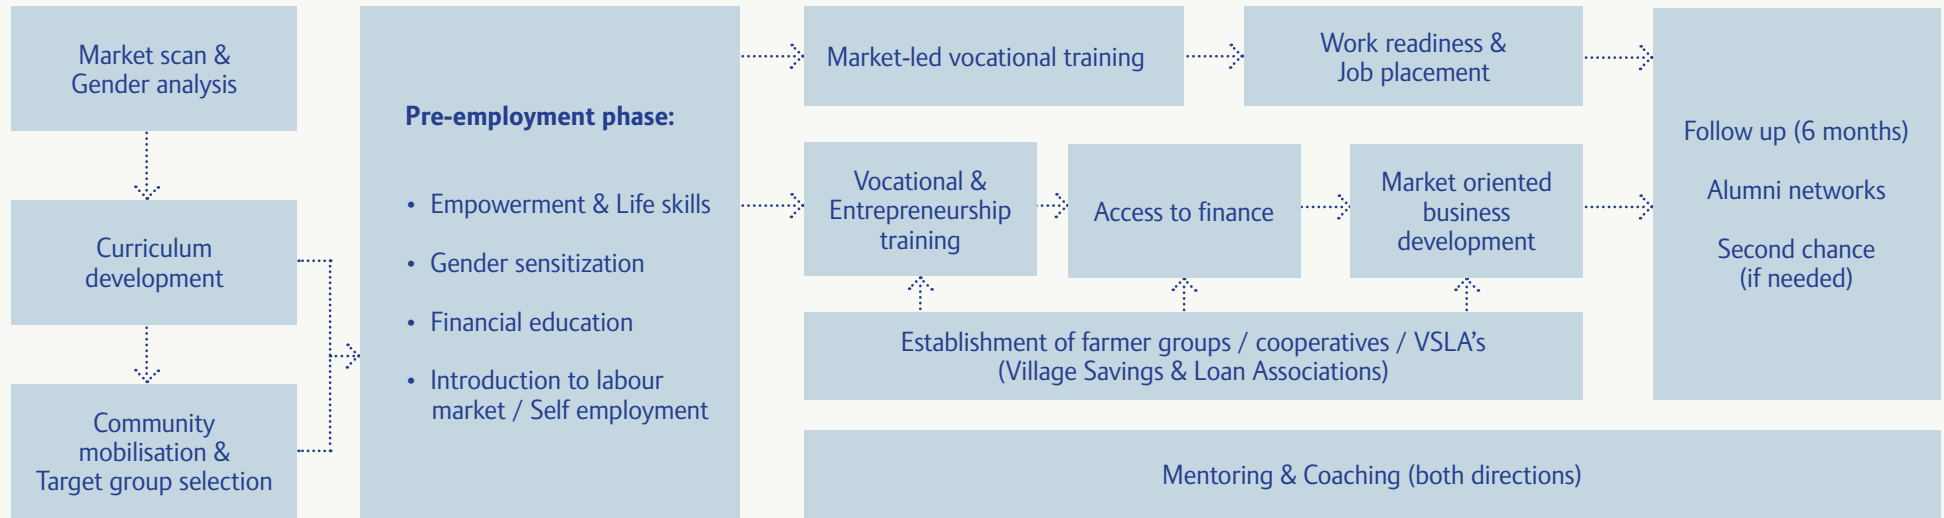 Market scan &
Gender analysis
Curriculum
development
Community
mobilisation &
Target group selection
Pre-employment phase:
• Empowerment & Life skills
• Gender sensitization
• Financial education
• Introduction to labour
market / Self employment
Market-led vocational training
Work readiness &
Job placement
Vocational &
Entrepreneurship
training
Access to finance
Market oriented
business
development
Establishment of farmer groups / cooperatives / VSLA’s
(Village Savings & Loan Associations)
Follow up (6 months)
Alumni networks
Second chance
(if needed)
Mentoring & Coaching (both directions)